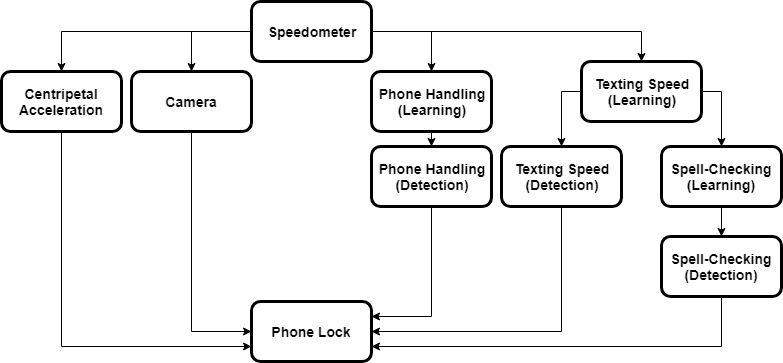 Speedometer
Centripetal
Acceleration
Camera
Phone Handling
(Learning)
Texting Speed
(Learning)
Phone Handling
(Detection)
Texting Speed
(Detection)
Spell-Checking
(Learning)
Spell-Checking
(Detection)
Phone Lock